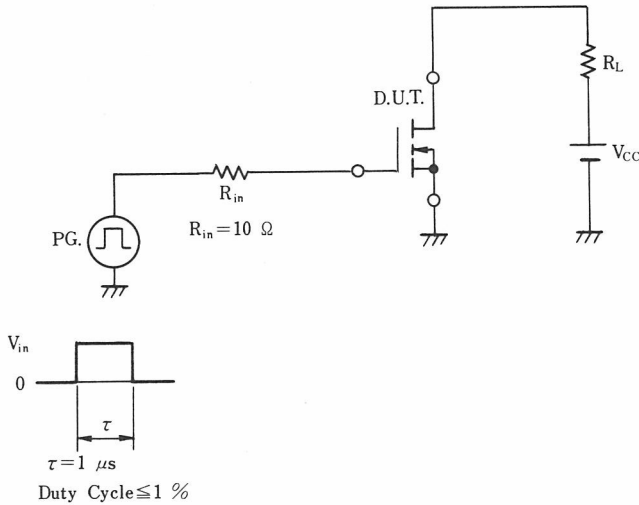 R_L
D.U.T.
V_CC
R_in
PG.
R_in=10 Ω
V_in
0
τ
τ=1 μs
Duty Cycle≦1 %